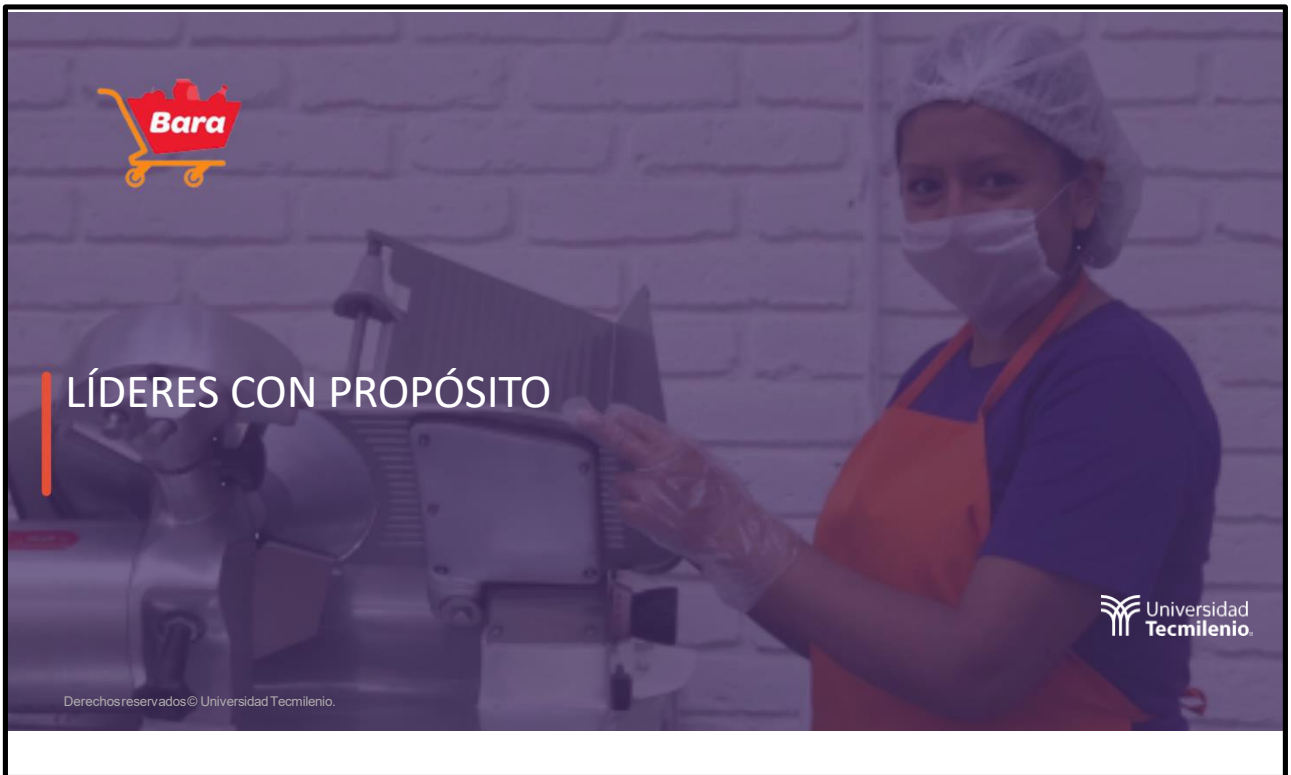 Bara
LÍDERES CON PROPÓSITO
Universidad
Tecmilenio.
Derechos reservados © Universidad Tecmilenio.